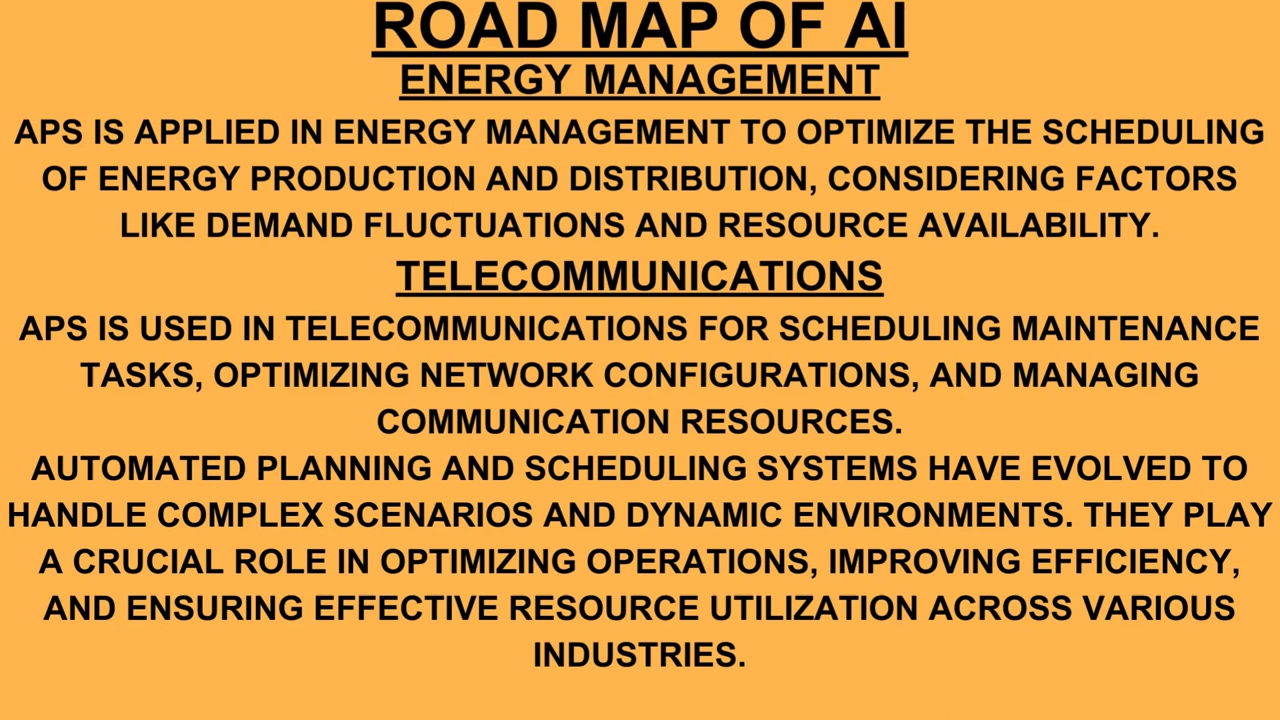 ROAD MAP OF AI
ENERGY MANAGEMENT
APS IS APPLIED IN ENERGY MANAGEMENT TO OPTIMIZE THE SCHEDULING
OF ENERGY PRODUCTION AND DISTRIBUTION, CONSIDERING FACTORS
LIKE DEMAND FLUCTUATIONS AND RESOURCE AVAILABILITY.
TELECOMMUNICATIONS
APS IS USED IN TELECOMMUNICATIONS FOR SCHEDULING MAINTENANCE
TASKS, OPTIMIZING NETWORK CONFIGURATIONS, AND MANAGING
COMMUNICATION RESOURCES.
AUTOMATED PLANNING AND SCHEDULING SYSTEMS HAVE EVOLVED TO
HANDLE COMPLEX SCENARIOS AND DYNAMIC ENVIRONMENTS. THEY PLAY
A CRUCIAL ROLE IN OPTIMIZING OPERATIONS, IMPROVING EFFICIENCY,
AND ENSURING EFFECTIVE RESOURCE UTILIZATION ACROSS VARIOUS
INDUSTRIES.